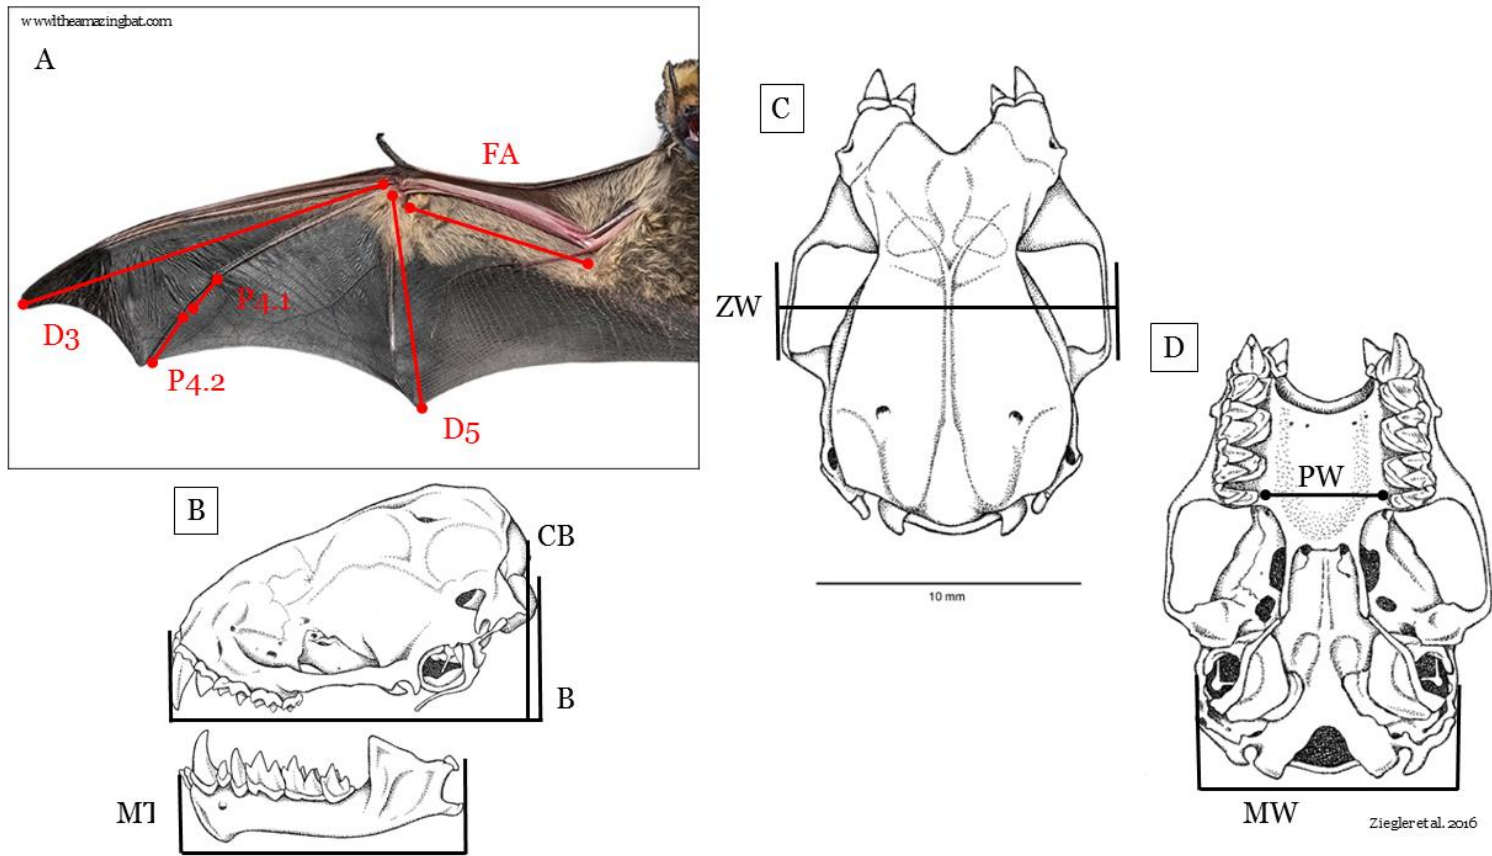 www.theamazingbat.com
A
FA
P4.1
D3
P4.2
D5
B
CB
B
MT
C
ZW
10 mm
D
PW
MW
Ziegler et al. 2016